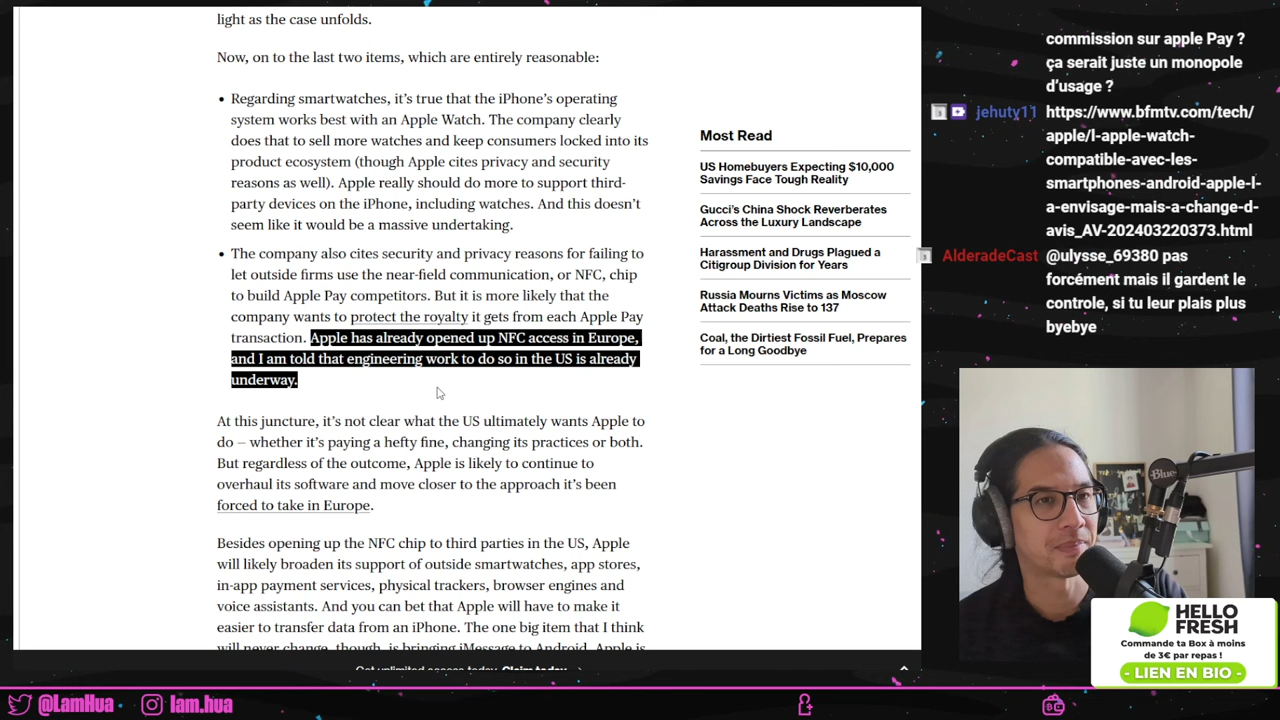 light as the case unfolds.
Now, on to the last two items, which are entirely reasonable:
• Regarding smartwatches, it’s true that the iPhone’s operating
system works best with an Apple Watch. The company clearly
does that to sell more watches and keep consumers locked into its
product ecosystem (though Apple cites privacy and security
reasons as well). Apple really should do more to support third-
party devices on the iPhone, including watches. And this doesn’t
seem like it would be a massive undertaking.
• The company also cites security and privacy reasons for failing to
let outside firms use the near-field communication, or NFC, chip
to build Apple Pay competitors. But it is more likely that the
company wants to protect the royalty it gets from each Apple Pay
transaction. Apple has already opened up NFC access in Europe,
and I am told that engineering work to do so in the US is already
underway.
At this juncture, it’s not clear what the US ultimately wants Apple to
do – whether it’s paying a hefty fine, changing its practices or both.
But regardless of the outcome, Apple is likely to continue to
overhaul its software and move closer to the approach it’s been
forced to take in Europe.
Besides opening up the NFC chip to third parties in the US, Apple
will likely broaden its support of outside smartwatches, app stores,
in-app payment services, physical trackers, browser engines and
voice assistants. And you can bet that Apple will have to make it
easier to transfer data from an iPhone. The one big item that I think
will never change, though, is bringing iMessage to Android. Apple is
Get unlimited access today. Claim today
Most Read
US Homebuyers Expecting $10,000
Savings Face Tough Reality
Gucci’s China Shock Reverberates
Across the Luxury Landscape
Harassment and Drugs Plagued a
Citigroup Division for Years
Russia Mourns Victims as Moscow
Attack Deaths Rise to 137
Coal, the Dirtiest Fossil Fuel, Prepares
for a Long Goodbye
commission sur apple Pay ?
ça serait juste un monopole
d’usage ?
jehuty11 https://www.bfmtv.com/tech/
apple/l-apple-watch-
compatible-avec-les-
smartphones-android-apple-l-
a-envisage-mais-a-change-d-
avis_AV-202403220373.html
AlderadeCast @ulysse_69380 pas
forcément mais il gardent le
controle, si tu leur plais plus
byebye
Blue
HELLO
FRESH
Commande ta Box à moins
de 3€ par repas !
- LIEN EN BIO -
@LamHua
lam.hua